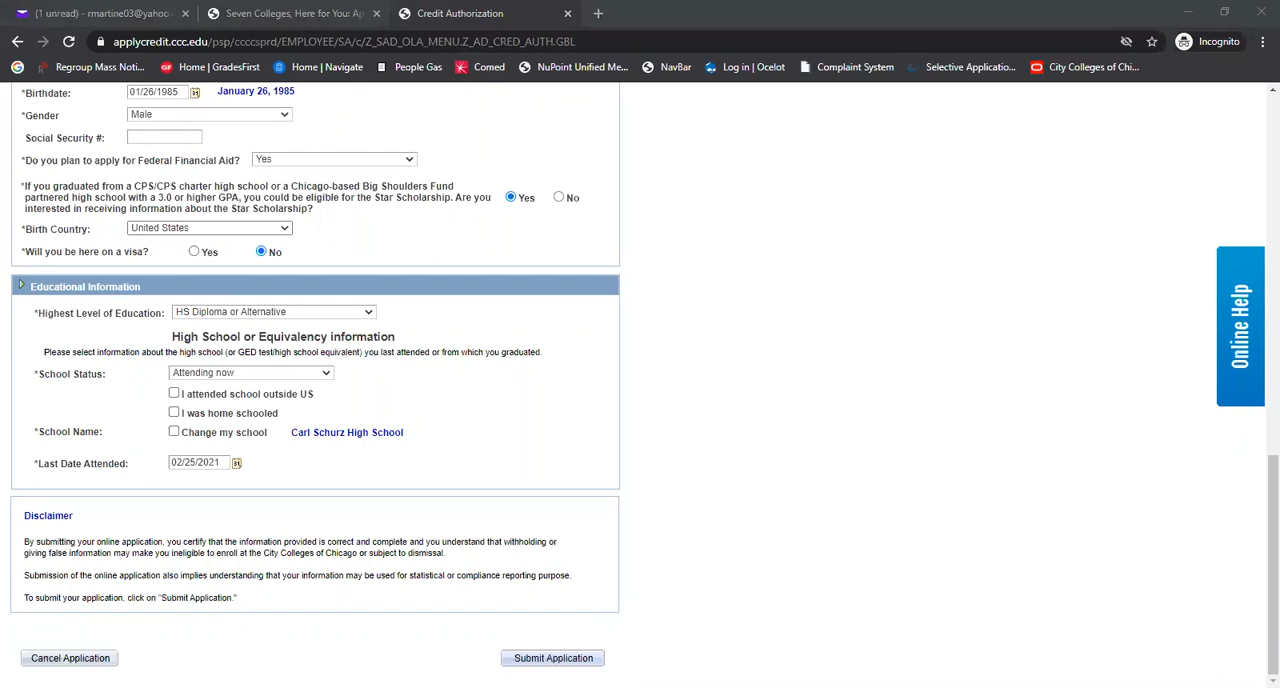 (1 unread) - rmartine03@yahoo
Seven Colleges, Here for You: Ap
Credit Authorization
applycredit.ccc.edu/psp/ccccsprd/EMPLOYEE/SA/c/Z_SAD_OLA_MENU.Z_AD_CRED_AUTH.GBL
Incognito
Regroup Mass Noti...
Home | GradesFirst
Home | Navigate
People Gas
Comed
NuPoint Unified Me...
NavBar
Log in | Ocelot
Complaint System
Selective Applicatio...
City Colleges of Chi...
*Birthdate: 01/26/1985 January 26, 1985
*Gender Male
Social Security #:
*Do you plan to apply for Federal Financial Aid? Yes
*If you graduated from a CPS/CPS charter high school or a Chicago-based Big Shoulders Fund
partnered high school with a 3.0 or higher GPA, you could be eligible for the Star Scholarship. Are you
interested in receiving information about the Star Scholarship?
Yes No
*Birth Country: United States
*Will you be here on a visa? Yes No
Educational Information
*Highest Level of Education: HS Diploma or Alternative
High School or Equivalency information
Please select information about the high school (or GED test/high school equivalent) you last attended or from which you graduated.
*School Status: Attending now
I attended school outside US
I was home schooled
*School Name: Change my school Carl Schurz High School
*Last Date Attended: 02/25/2021
Disclaimer
By submitting your online application, you certify that the information provided is correct and complete and you understand that withholding or
giving false information may make you ineligible to enroll at the City Colleges of Chicago or subject to dismissal.
Submission of the online application also implies understanding that your information may be used for statistical or compliance reporting purpose.
To submit your application, click on "Submit Application."
Cancel Application
Submit Application
Online Help